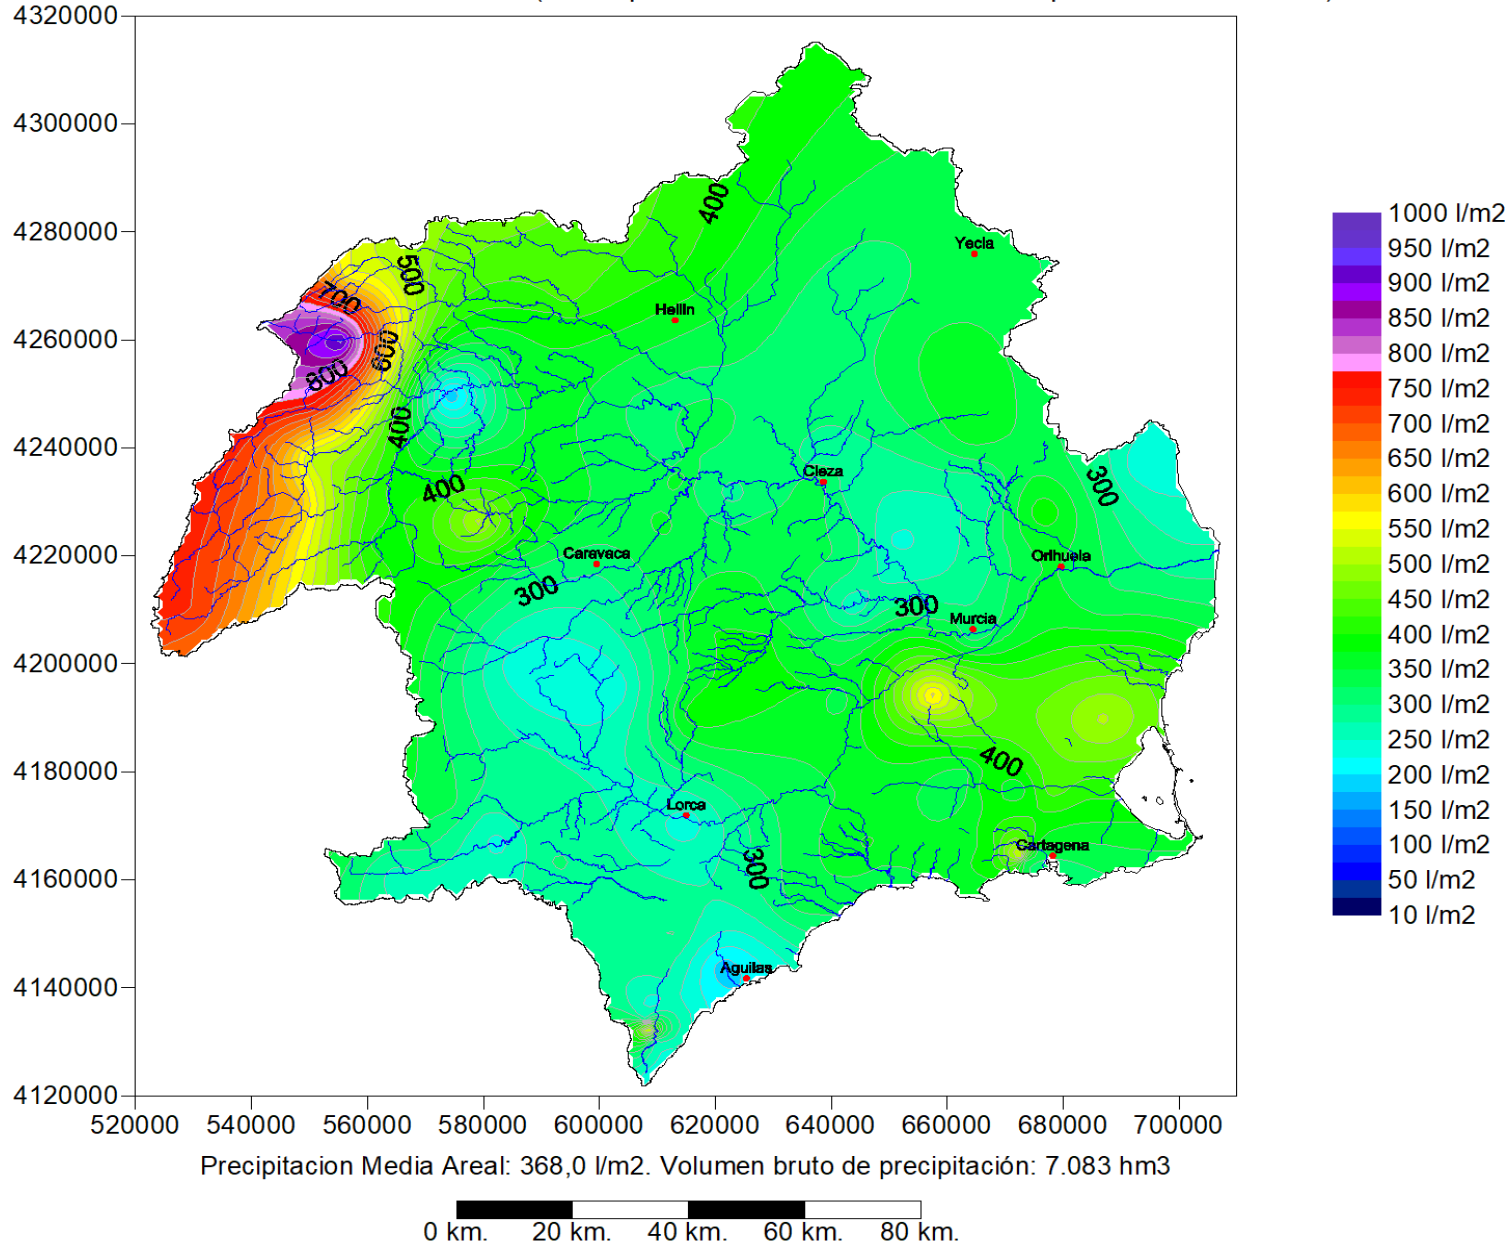 4320000
4300000
4280000
4260000
4240000
4220000
4200000
4180000
4160000
4140000
4120000
520000 540000 560000 580000 600000 620000 640000 660000 680000 700000
400
Yecla
500
700
Hellin
600
800
400
400
Cieza
300
Caravaca
Orihuela
300
300
Murcia
400
Lorca
300
Cartagena
Aguilas
1000 l/m2
950 l/m2
900 l/m2
850 l/m2
800 l/m2
750 l/m2
700 l/m2
650 l/m2
600 l/m2
550 l/m2
500 l/m2
450 l/m2
400 l/m2
350 l/m2
300 l/m2
250 l/m2
200 l/m2
150 l/m2
100 l/m2
50 l/m2
10 l/m2
Precipitacion Media Areal: 368,0 l/m2. Volumen bruto de precipitación: 7.083 hm3
0 km. 20 km. 40 km. 60 km. 80 km.